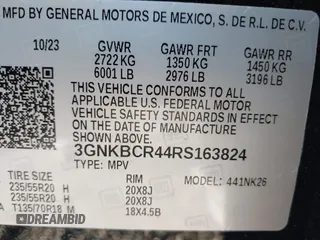 MFD BY GENERAL MOTORS DE MEXICO, S. DE R.L. DE C.V.
10/23 GVWR GAWR FRT GAWR RR
2722 KG 1350 KG 1450 KG
6001 LB 2976 LB 3196 LB
THIS VEHICLE CONFORMS TO ALL APPLICABLE
U.S. FEDERAL MOTOR
VEHICLE SAFETY STANDARDS IN EFFECT ON
THE DATE OF MANUFACTURE
SHOWN ABOVE.
3GNKBCR44RS163824
TYPE: MPV
SIZE RIM 441NK26
235/55R20 H 20X8J
235/55R20 H 20X8J
T135/70R18 M 18X4.5B
DREAMBID